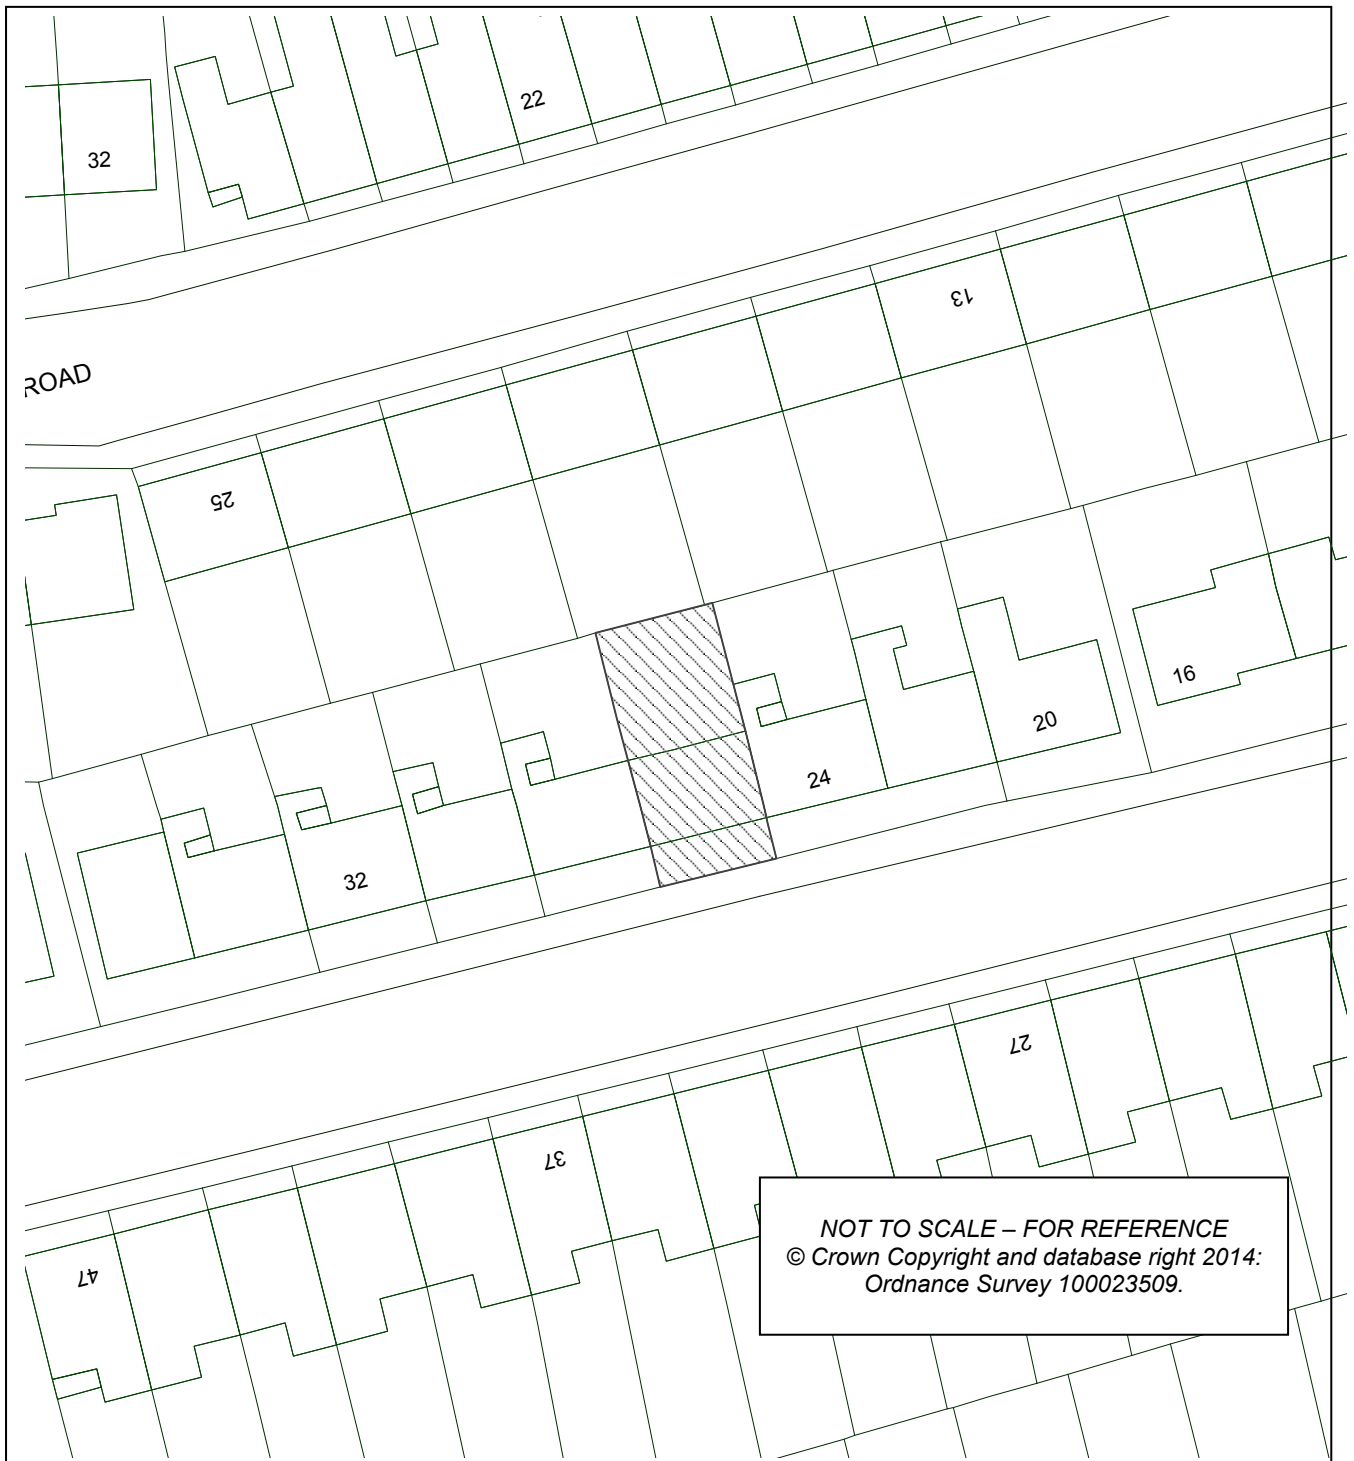 22
32
13
ROAD
25
16
20
24
32
27
37
47
NOT TO SCALE – FOR REFERENCE
© Crown Copyright and database right 2014:
Ordnance Survey 100023509.